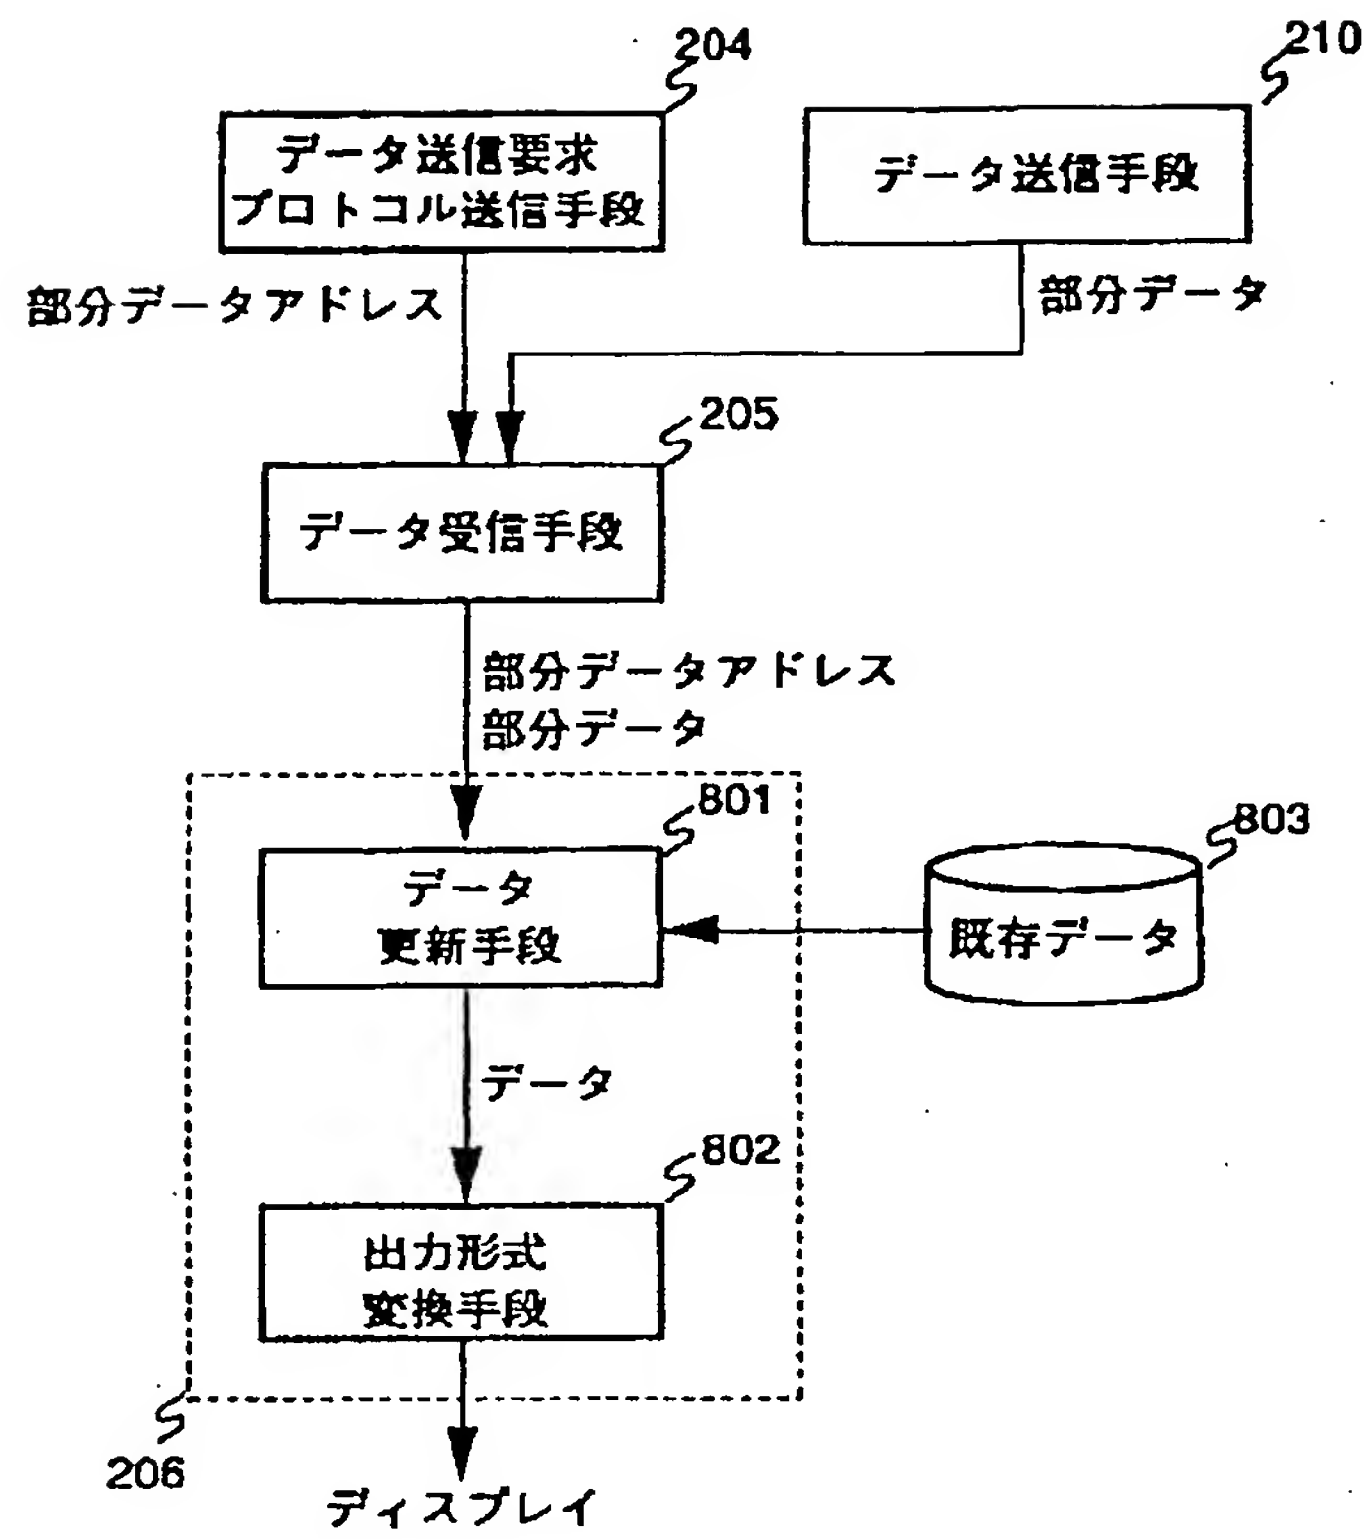 204
210
データ送信要求
プロトコル送信手段
データ送信手段
部分データアドレス
部分データ
205
データ受信手段
部分データアドレス
部分データ
801
803
データ
更新手段
既存データ
データ
802
出力形式
変換手段
206
ディスプレイ